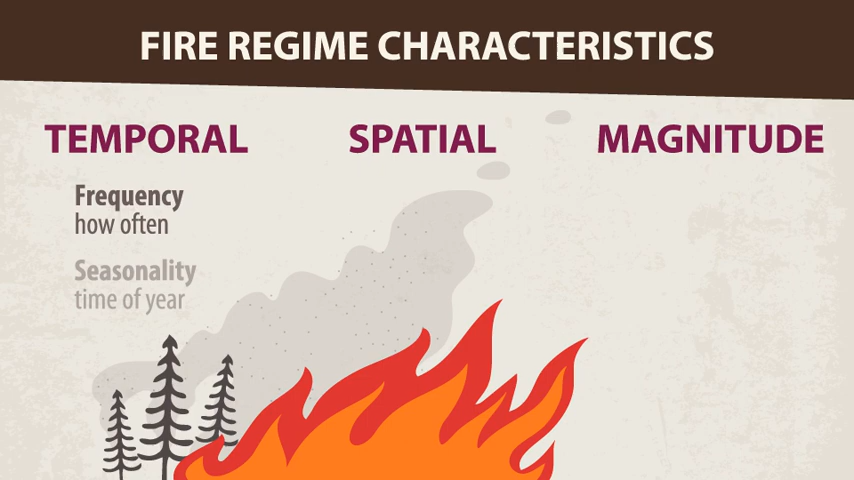 FIRE REGIME CHARACTERISTICS
TEMPORAL
SPATIAL
MAGNITUDE
Frequency
how often
Seasonality
time of year